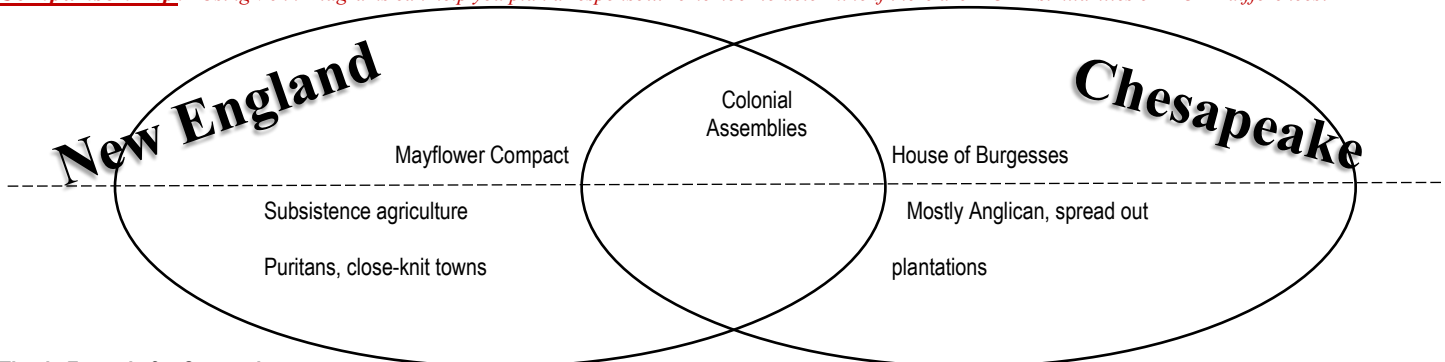 New England
Chesapeake
Colonial
Assemblies
Mayflower Compact
House of Burgesses
Subsistence agriculture
Mostly Anglican, spread out
Puritans, close-knit towns
plantations